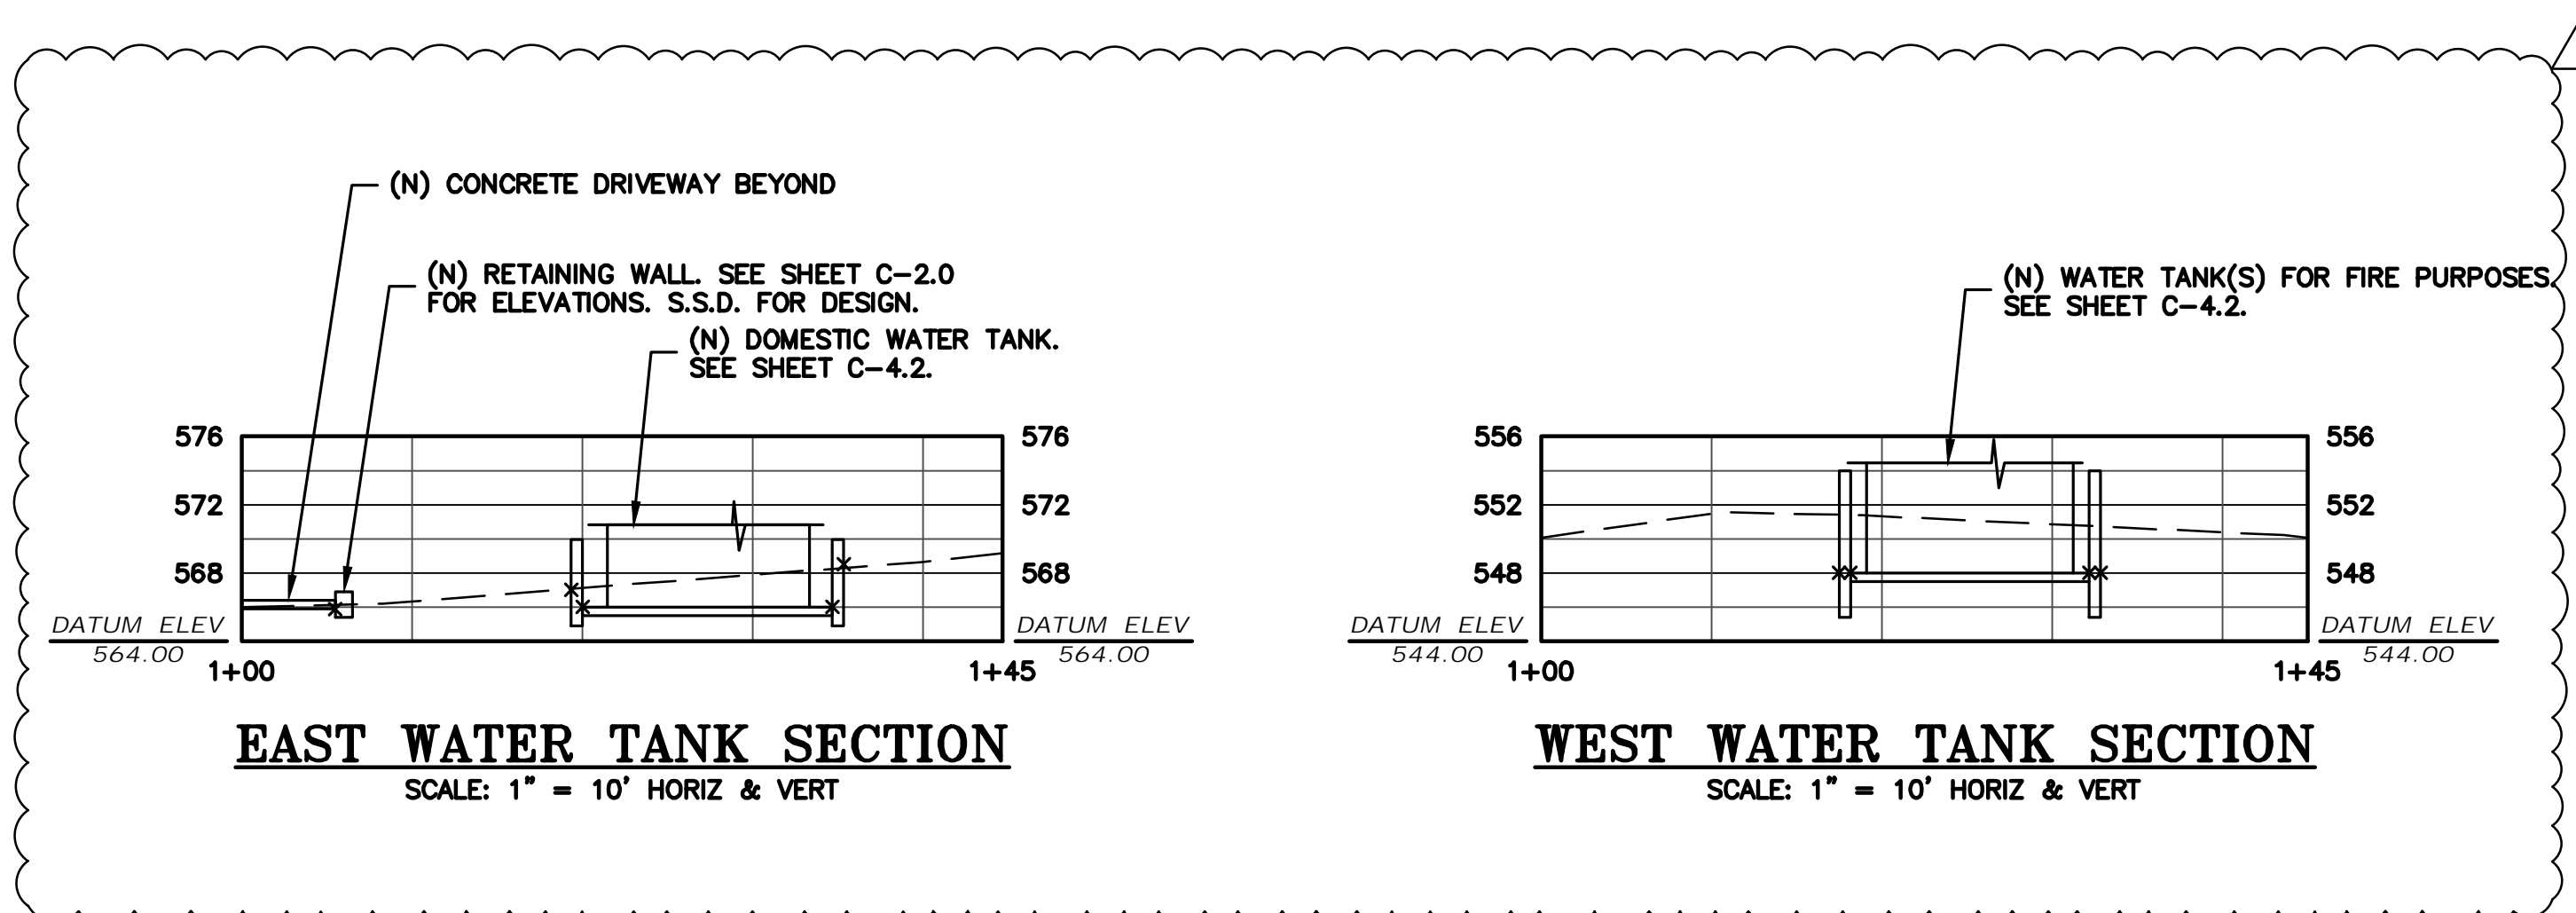 (N) CONCRETE DRIVEWAY BEYOND
(N) RETAINING WALL. SEE SHEET C-2.0
FOR ELEVATIONS. S.S.D. FOR DESIGN.
(N) DOMESTIC WATER TANK.
SEE SHEET C-4.2.
576
576
572
572
568
568
DATUM ELEV
564.00
DATUM ELEV
564.00
1+00
1+45
EAST WATER TANK SECTION
SCALE: 1" = 10' HORIZ & VERT
(N) WATER TANK(S) FOR FIRE PURPOSES.
SEE SHEET C-4.2.
556
556
552
552
548
548
DATUM ELEV
544.00
DATUM ELEV
544.00
1+00
1+45
WEST WATER TANK SECTION
SCALE: 1" = 10' HORIZ & VERT